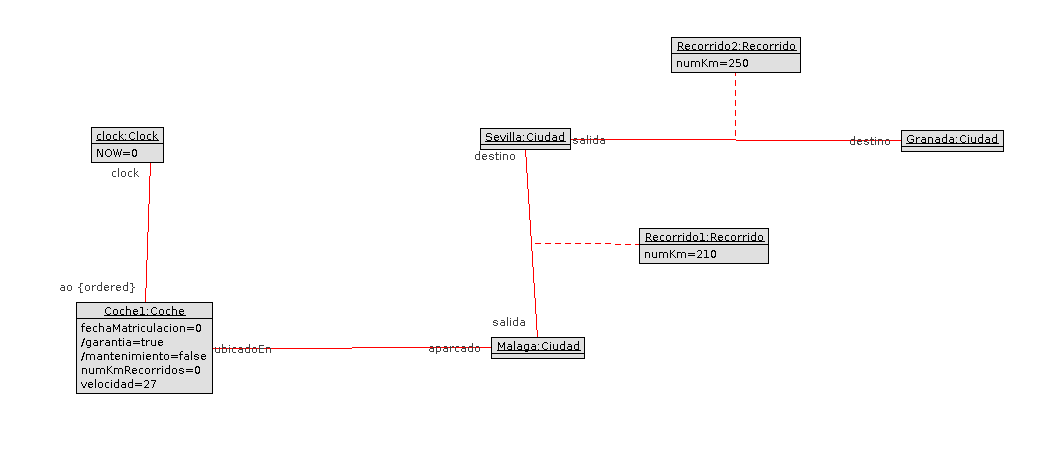 Recorrido2:Recorrido
numKm=250
clock:Clock
NOW=0
clock
Sevilla:Ciudad
salida
destino
destino
Granada:Ciudad
Recorrido1:Recorrido
numKm=210
ao {ordered}
Coche1:Coche
fechaMatriculacion=0
/garantia=true
/mantenimiento=false
numKmRecorridos=0
velocidad=27
ubicadoEn
aparcado
salida
Malaga:Ciudad